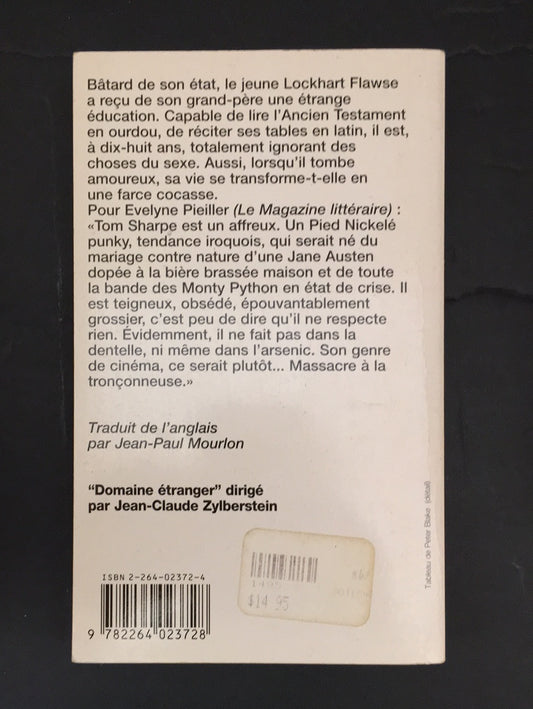 Bâtard de son état, le jeune Lockhart Flawse
a reçu de son grand-père une étrange
éducation. Capable de lire l'Ancien Testament
en ourdou, de réciter ses tables en latin, il est,
à dix-huit ans, totalement ignorant des
choses du sexe. Aussi, lorsqu'il tombe
amoureux, sa vie se transforme-t-elle en
une farce cocasse.
Pour Evelyne Pieiller (Le Magazine littéraire) :
«Tom Sharpe est un affreux. Un Pied Nickelé
punky, tendance iroquois, qui serait né du
mariage contre nature d'une Jane Austen
dopée à la bière brassée maison et de toute
la bande des Monty Python en état de crise. Il
est teigneux, obsédé, épouvantablement
grossier, c'est peu de dire qu'il ne respecte
rien. Évidemment, il ne fait pas dans la
dentelle, ni même dans l'arsenic. Son genre
de cinéma, ce serait plutôt... Massacre à la
tronçonneuse.»
Traduit de l'anglais
par Jean-Paul Mourlon
“Domaine étranger” dirigé
par Jean-Claude Zylberstein
ISBN 2-264-02372-4
9 782264 023728
1495
$14.95
Tableau de Peter Blake (détail)